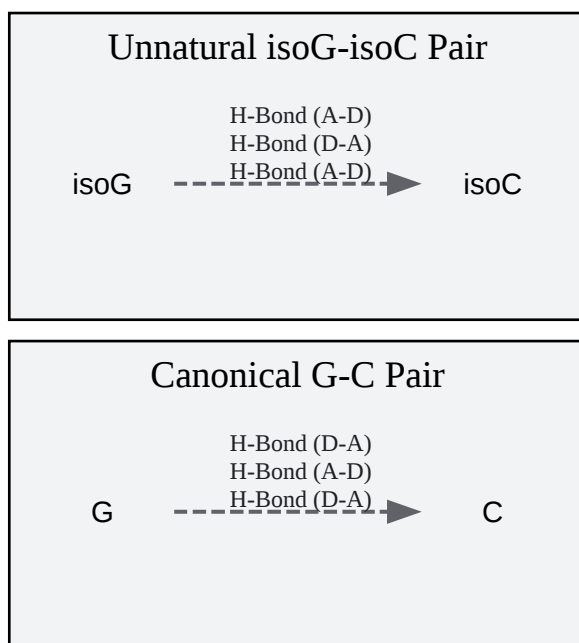 Unnatural isoG-isoC Pair
H-Bond (A-D)
H-Bond (D-A)
H-Bond (A-D)
isoG isoC
Canonical G-C Pair
H-Bond (D-A)
H-Bond (A-D)
H-Bond (D-A)
G C